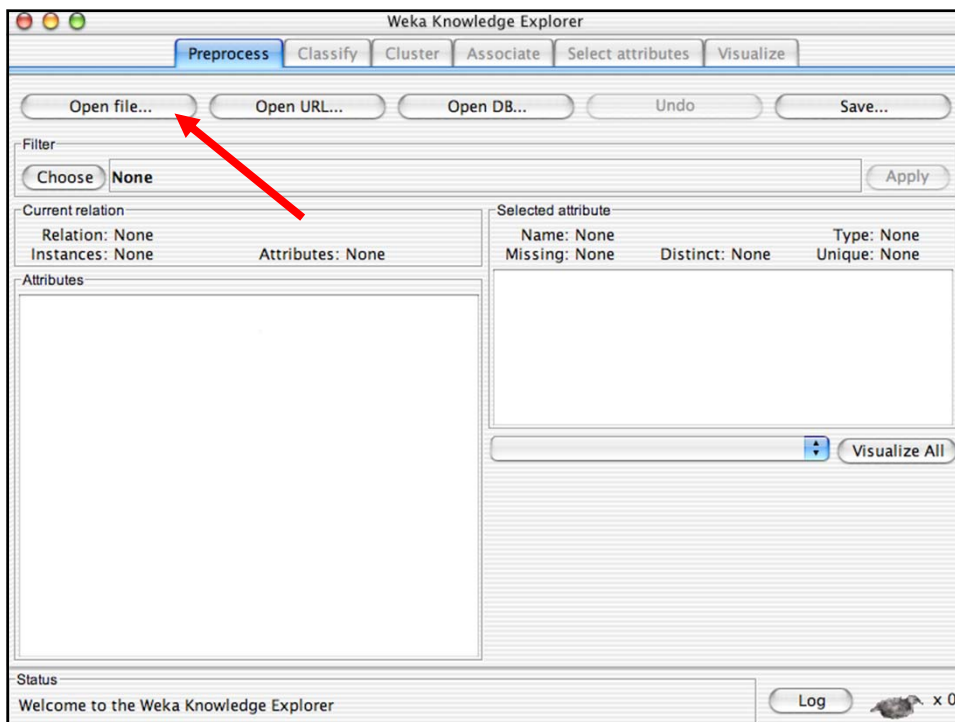 Weka Knowledge Explorer
Preprocess Classify Cluster Associate Select attributes Visualize
Open file... Open URL... Open DB... Undo Save...
Filter
Choose None Apply
Current relation
Relation: None
Instances: None Attributes: None
Selected attribute
Name: None Type: None
Missing: None Distinct: None Unique: None
Attributes
Visualize All
Status
Welcome to the Weka Knowledge Explorer
Log x 0